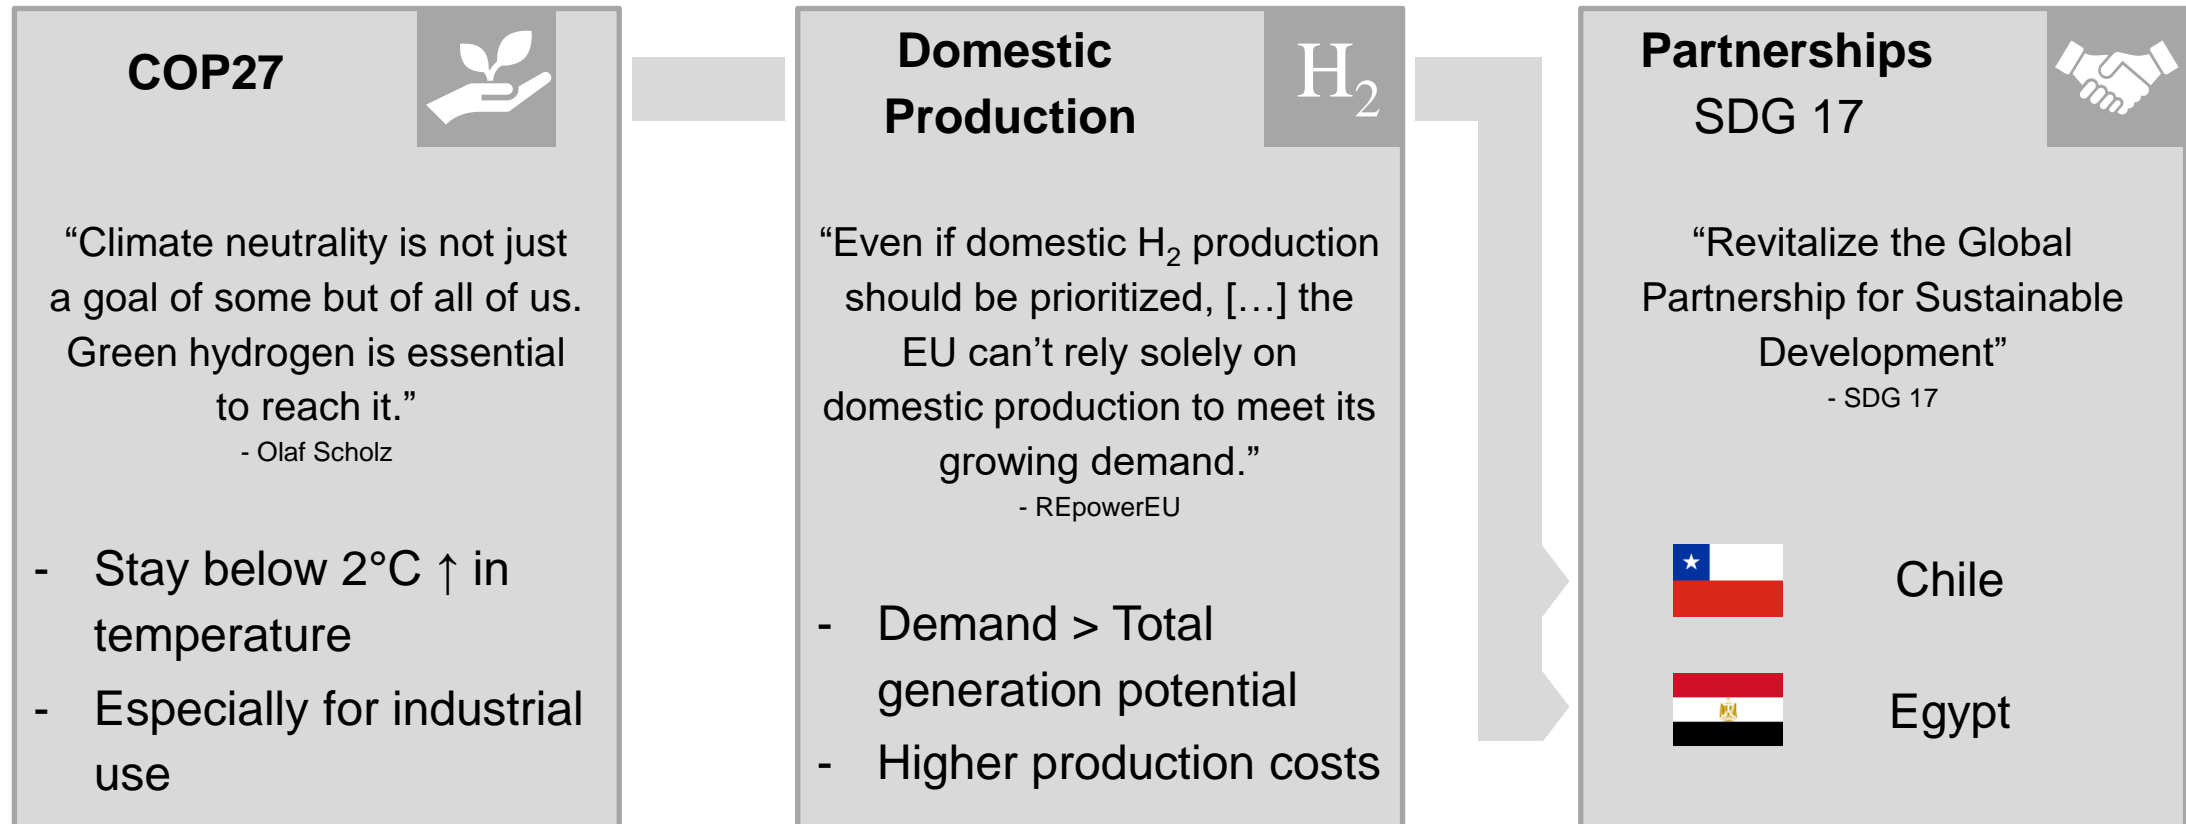 COP27
“Climate neutrality is not just
a goal of some but of all of us.
Green hydrogen is essential
to reach it.”
- Olaf Scholz
- Stay below 2°C ↑ in
temperature
- Especially for industrial
use
Domestic
Production
H₂
“Even if domestic H₂ production
should be prioritized, […] the
EU can’t rely solely on
domestic production to meet its
growing demand.”
- REpowerEU
- Demand > Total
generation potential
- Higher production costs
Partnerships
SDG 17
“Revitalize the Global
Partnership for Sustainable
Development”
- SDG 17
Chile
Egypt